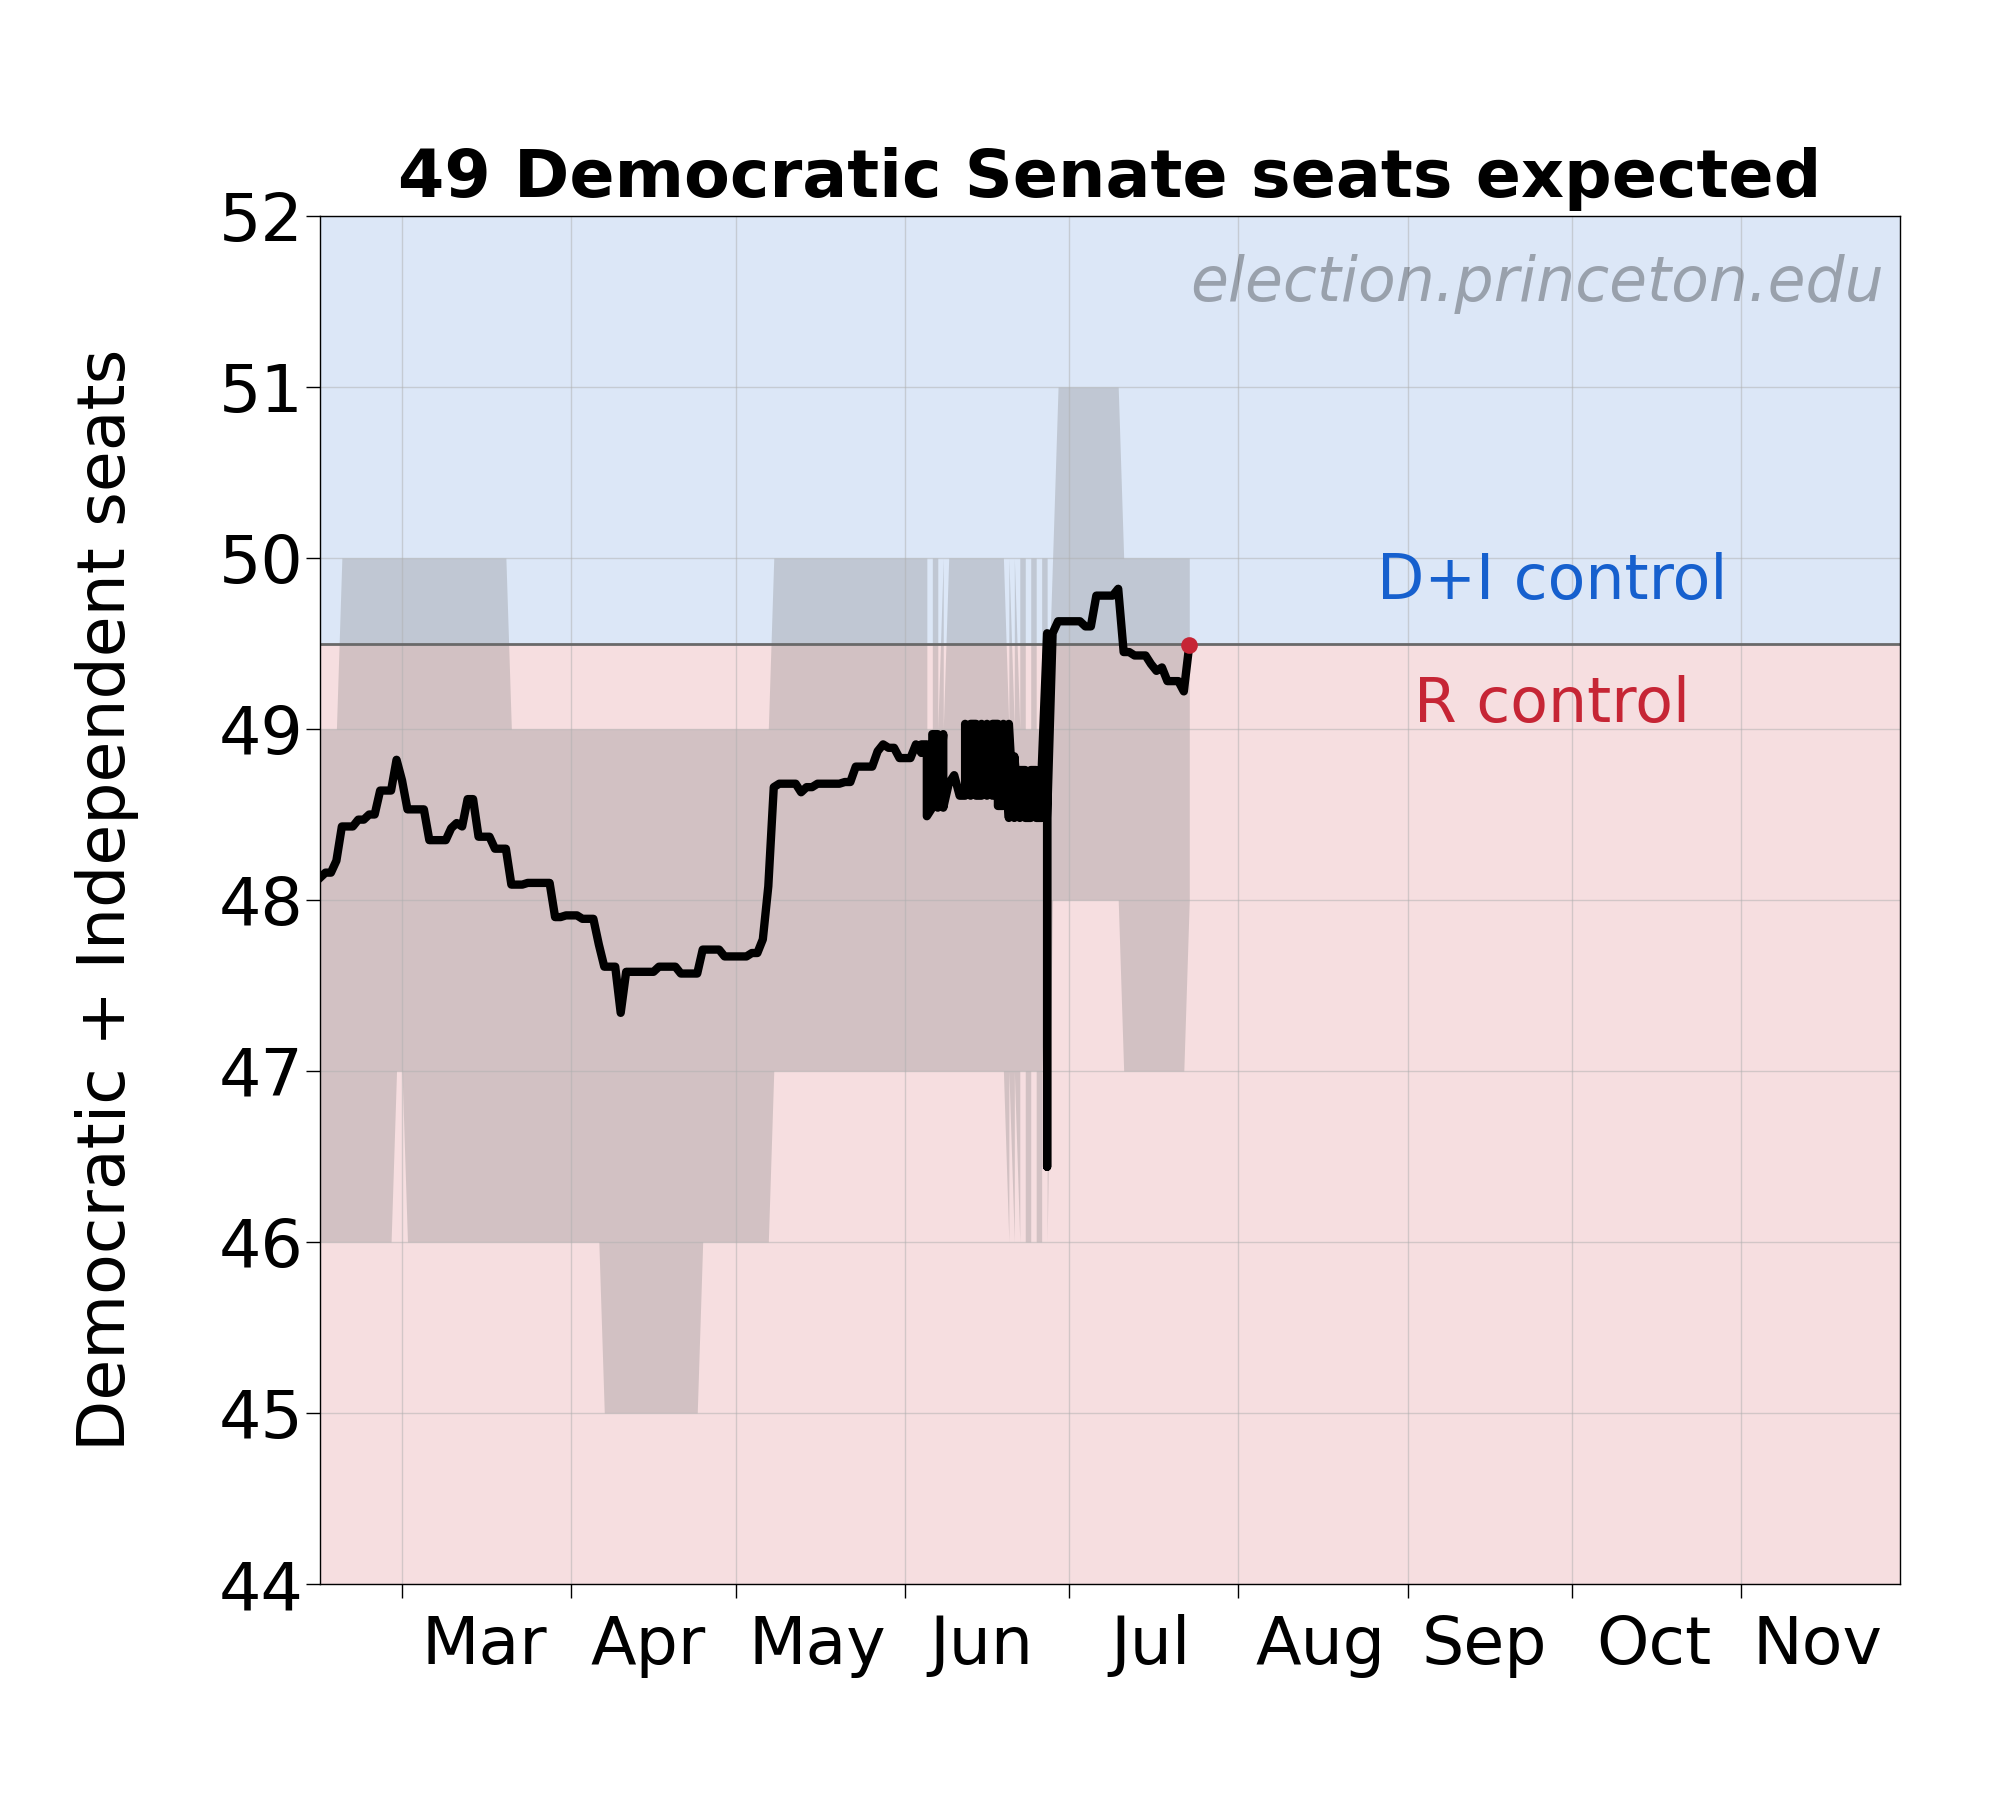 49 Democratic Senate seats expected
52
election.princeton.edu
51
50
D+I control
R control
49
48
47
46
45
44
Democratic + Independent seats
Mar Apr May Jun Jul Aug Sep Oct Nov